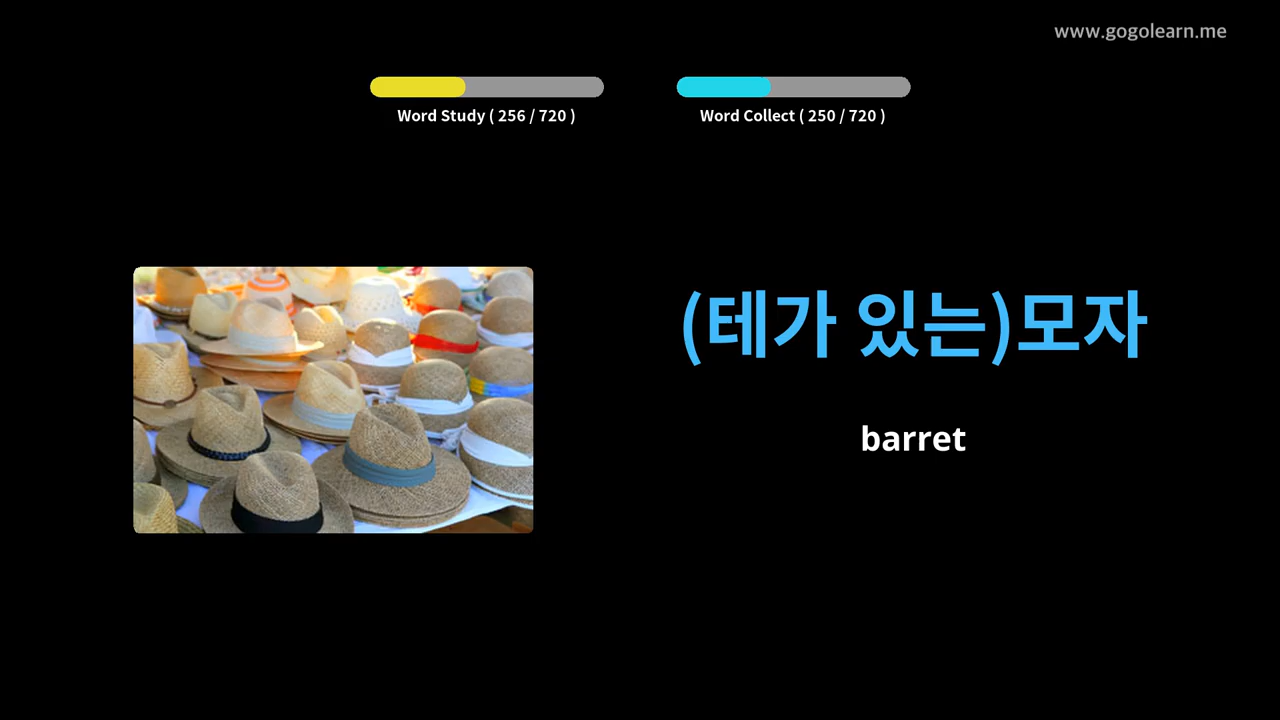 www.gogolearn.me
Word Study ( 256 / 720 )
Word Collect ( 250 / 720 )
(테가 있는)모자
barret